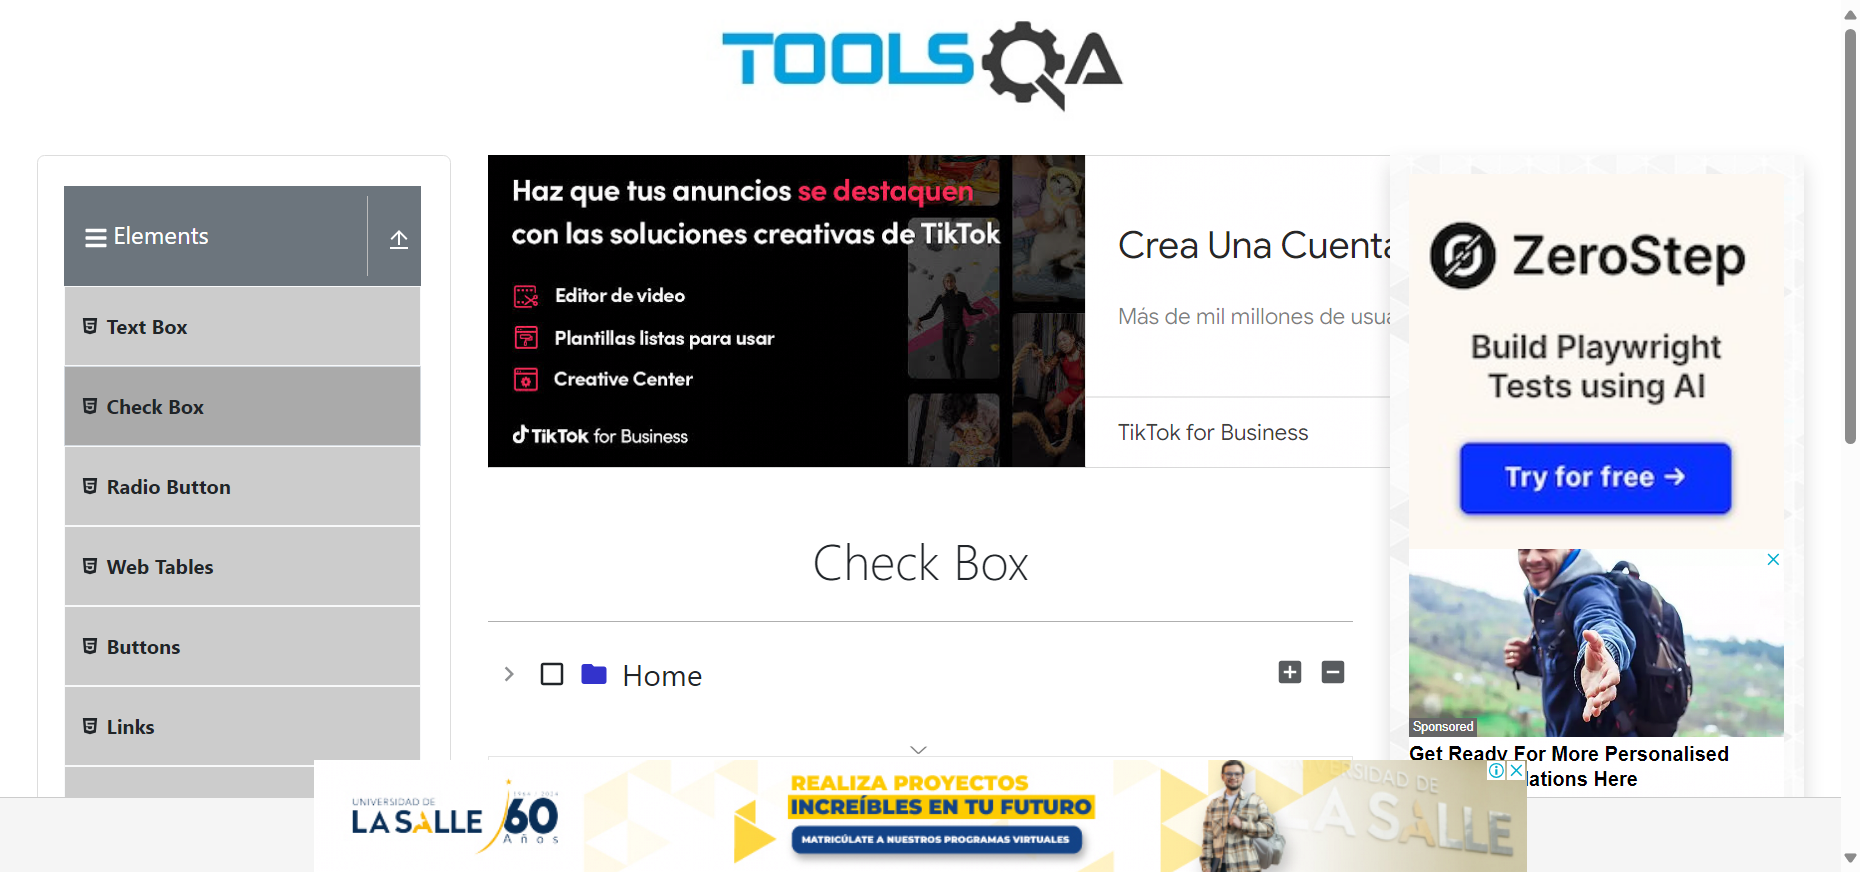 TOOLSQA
Elements
Text Box
Check Box
Radio Button
Web Tables
Buttons
Links
Haz que tus anuncios se destaquen
con las soluciones creativas de TikTok
Editor de video
Plantillas listas para usar
Creative Center
TikTok for Business
Crea Una Cuenta
Más de mil millones de usua
TikTok for Business
Check Box
Home
ZeroStep
Build Playwright
Tests using AI
Try for free →
Sponsored
Get Ready For More Personalised
lations Here
UNIVERSIDAD DE
LA SALLE
1964 / 2024
60
Años
REALIZA PROYECTOS
INCREÍBLES EN TU FUTURO
MATRICÚLATE A NUESTROS PROGRAMAS VIRTUALES
ERSIDAD DE
LA SALLE